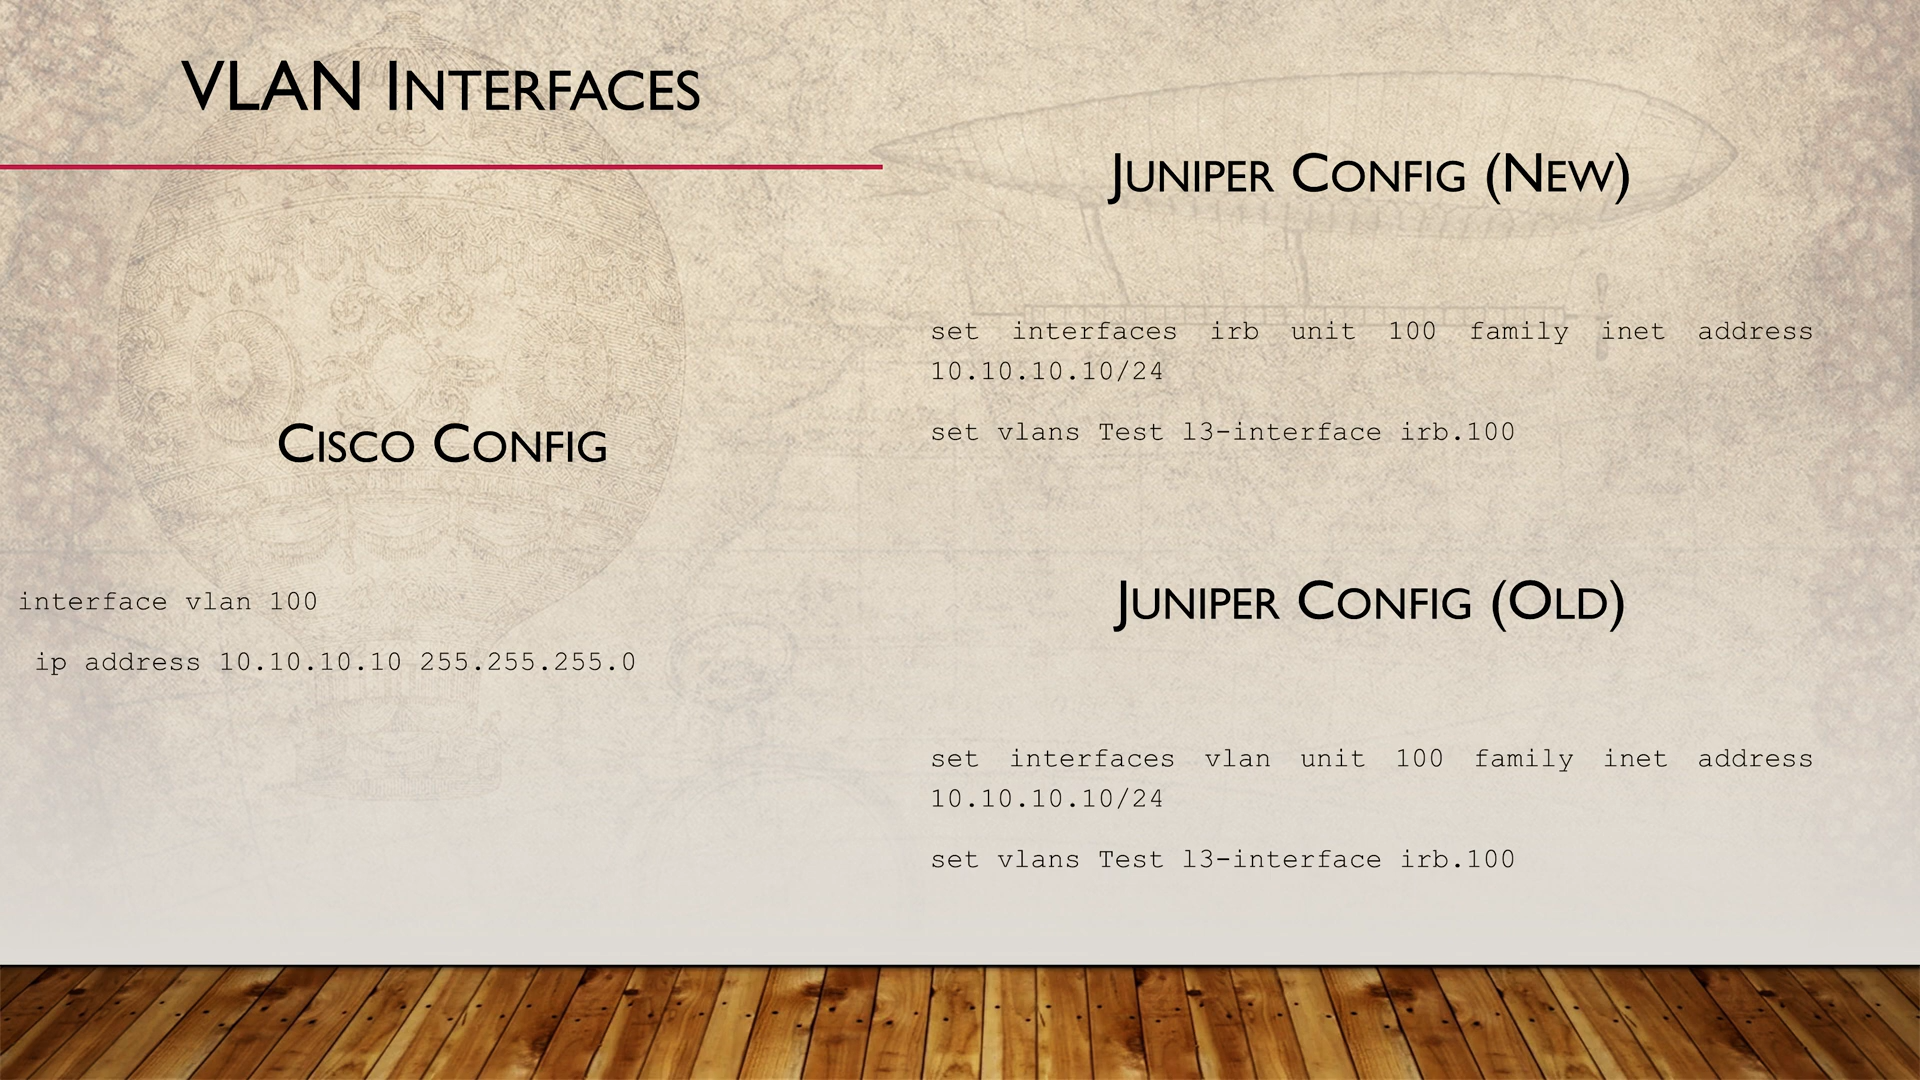 VLAN Interfaces
Cisco Config
interface vlan 100
ip address 10.10.10.10 255.255.255.0
Juniper Config (New)
set interfaces irb unit 100 family inet address
10.10.10.10/24
set vlans Test l3-interface irb.100
Juniper Config (Old)
set interfaces vlan unit 100 family inet address
10.10.10.10/24
set vlans Test l3-interface irb.100